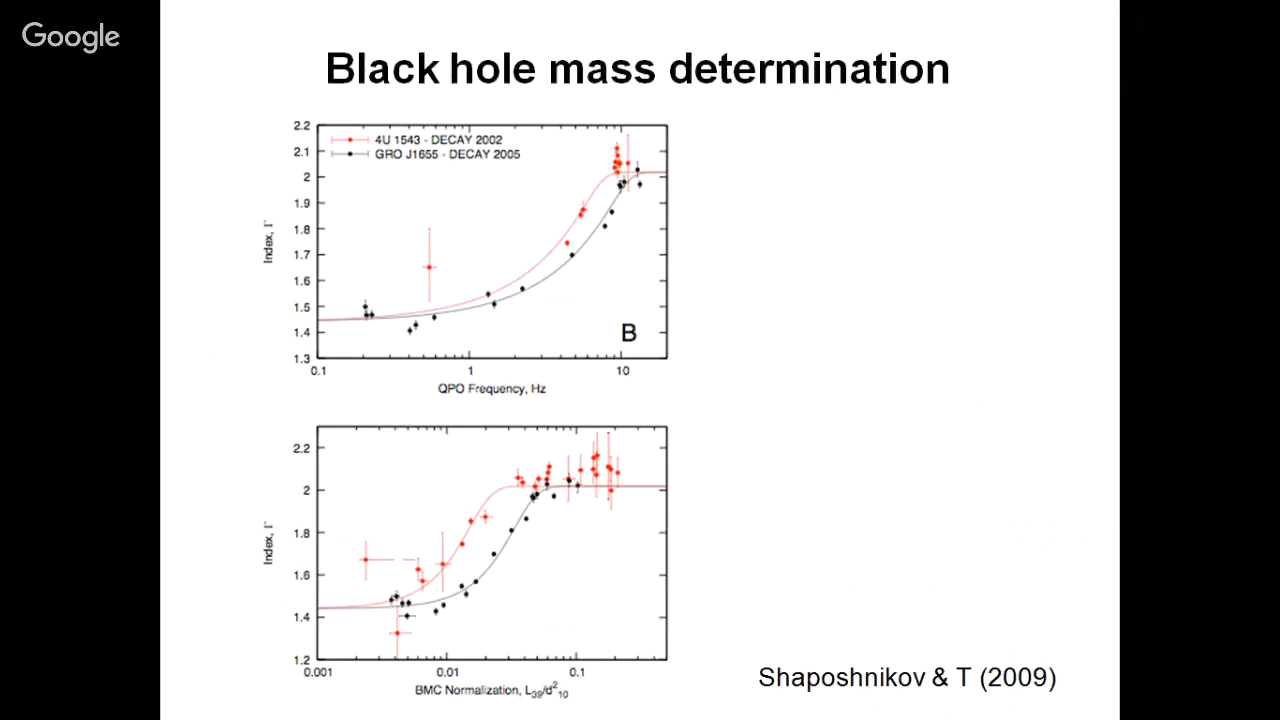 Google
Black hole mass determination
2.2
2.1
2
1.9
1.8
1.7
1.6
1.5
1.4
1.3
Index, Γ
4U 1543 - DECAY 2002
GRO J1655 - DECAY 2005
B
0.1 1 10
QPO Frequency, Hz
2.2
2
1.8
1.6
1.4
1.2
Index, Γ
0.001 0.01 0.1
BMC Normalization, L39/d²10
Shaposhnikov & T (2009)